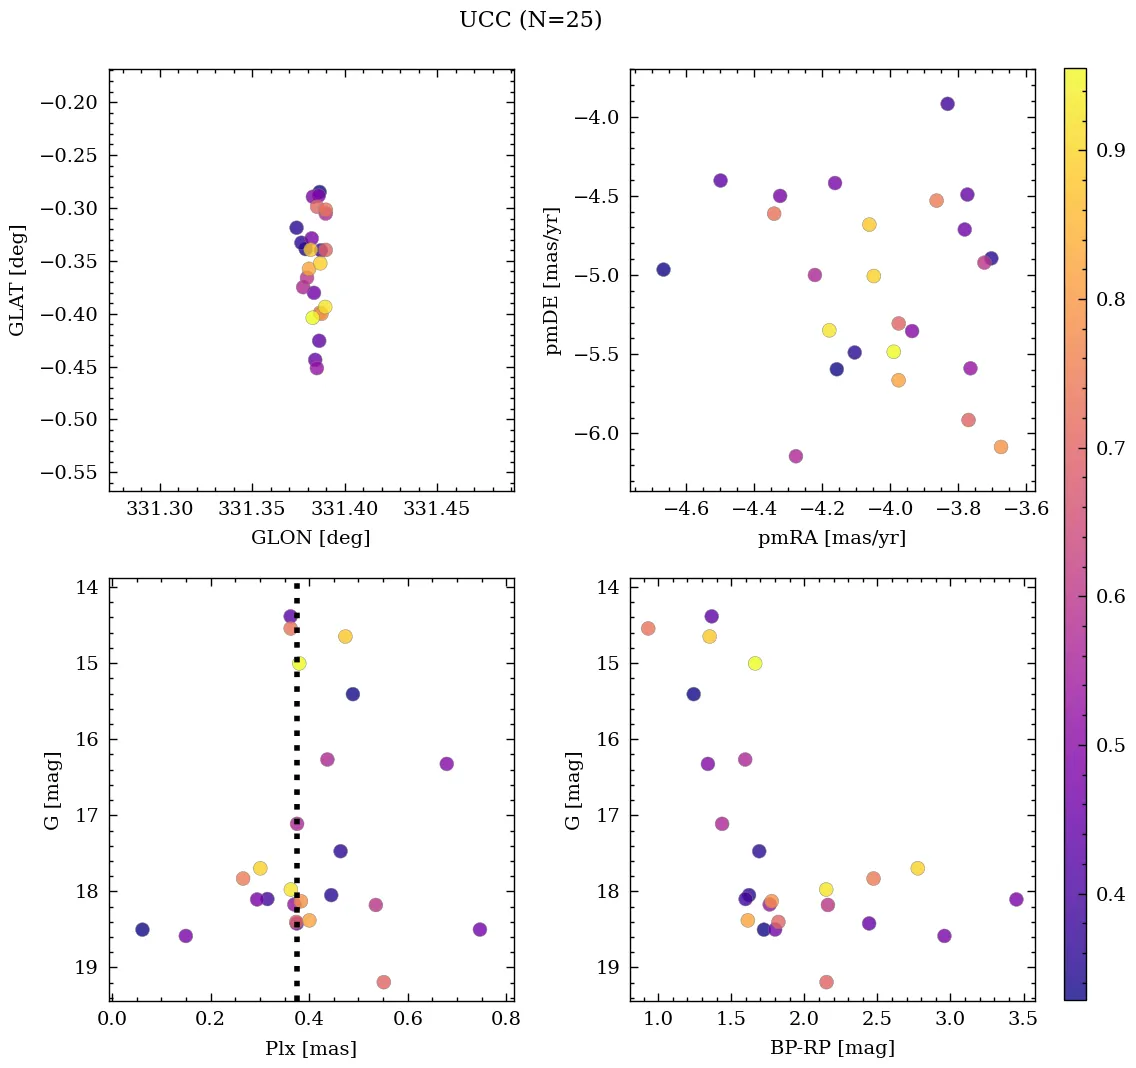 UCC (N=25)
−0.20
−0.25
−0.30
−0.35
−0.40
−0.45
−0.50
−0.55
GLAT [deg]
331.30 331.35 331.40 331.45
GLON [deg]
−4.0
−4.5
−5.0
−5.5
−6.0
pmDE [mas/yr]
−4.6 −4.4 −4.2 −4.0 −3.8 −3.6
pmRA [mas/yr]
14
15
16
17
18
19
G [mag]
0.0 0.2 0.4 0.6 0.8
Plx [mas]
14
15
16
17
18
19
G [mag]
1.0 1.5 2.0 2.5 3.0 3.5
BP-RP [mag]
0.9
0.8
0.7
0.6
0.5
0.4